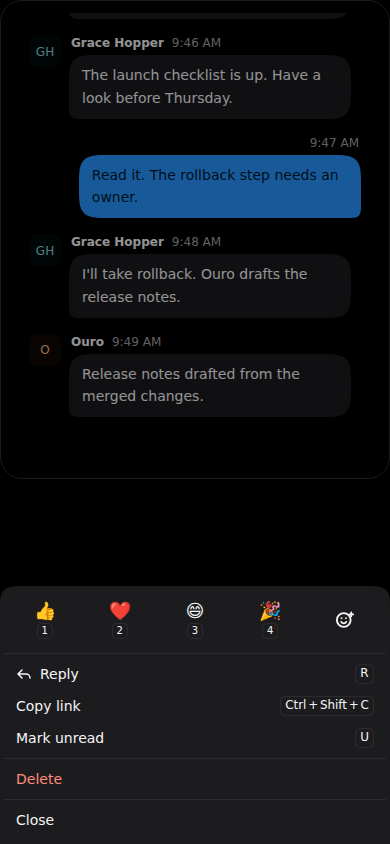 GH
Grace Hopper 9:46 AM
The launch checklist is up. Have a
look before Thursday.
9:47 AM
Read it. The rollback step needs an
owner.
GH
Grace Hopper 9:48 AM
I'll take rollback. Ouro drafts the
release notes.
O
Ouro 9:49 AM
Release notes drafted from the
merged changes.
1 2 3 4
Reply R
Copy link Ctrl+Shift+C
Mark unread U
Delete
Close